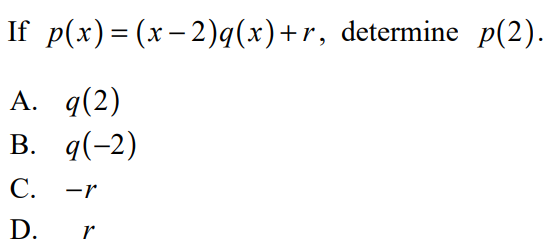 If p(x) = (x − 2)q(x) + r, determine p(2).
A. q(2)
B. q(−2)
C. −r
D. r